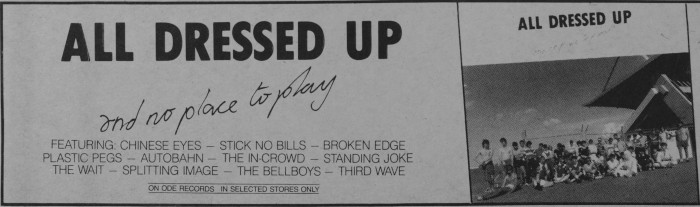 ALL DRESSED UP
and no place to play
FEATURING: CHINESE EYES – STICK NO BILLS – BROKEN EDGE
PLASTIC PEGS – AUTOBAHN – THE IN-CROWD – STANDING JOKE
THE WAIT – SPLITTING IMAGE – THE BELLBOYS – THIRD WAVE
ON ODE RECORDS IN SELECTED STORES ONLY
ALL DRESSED UP